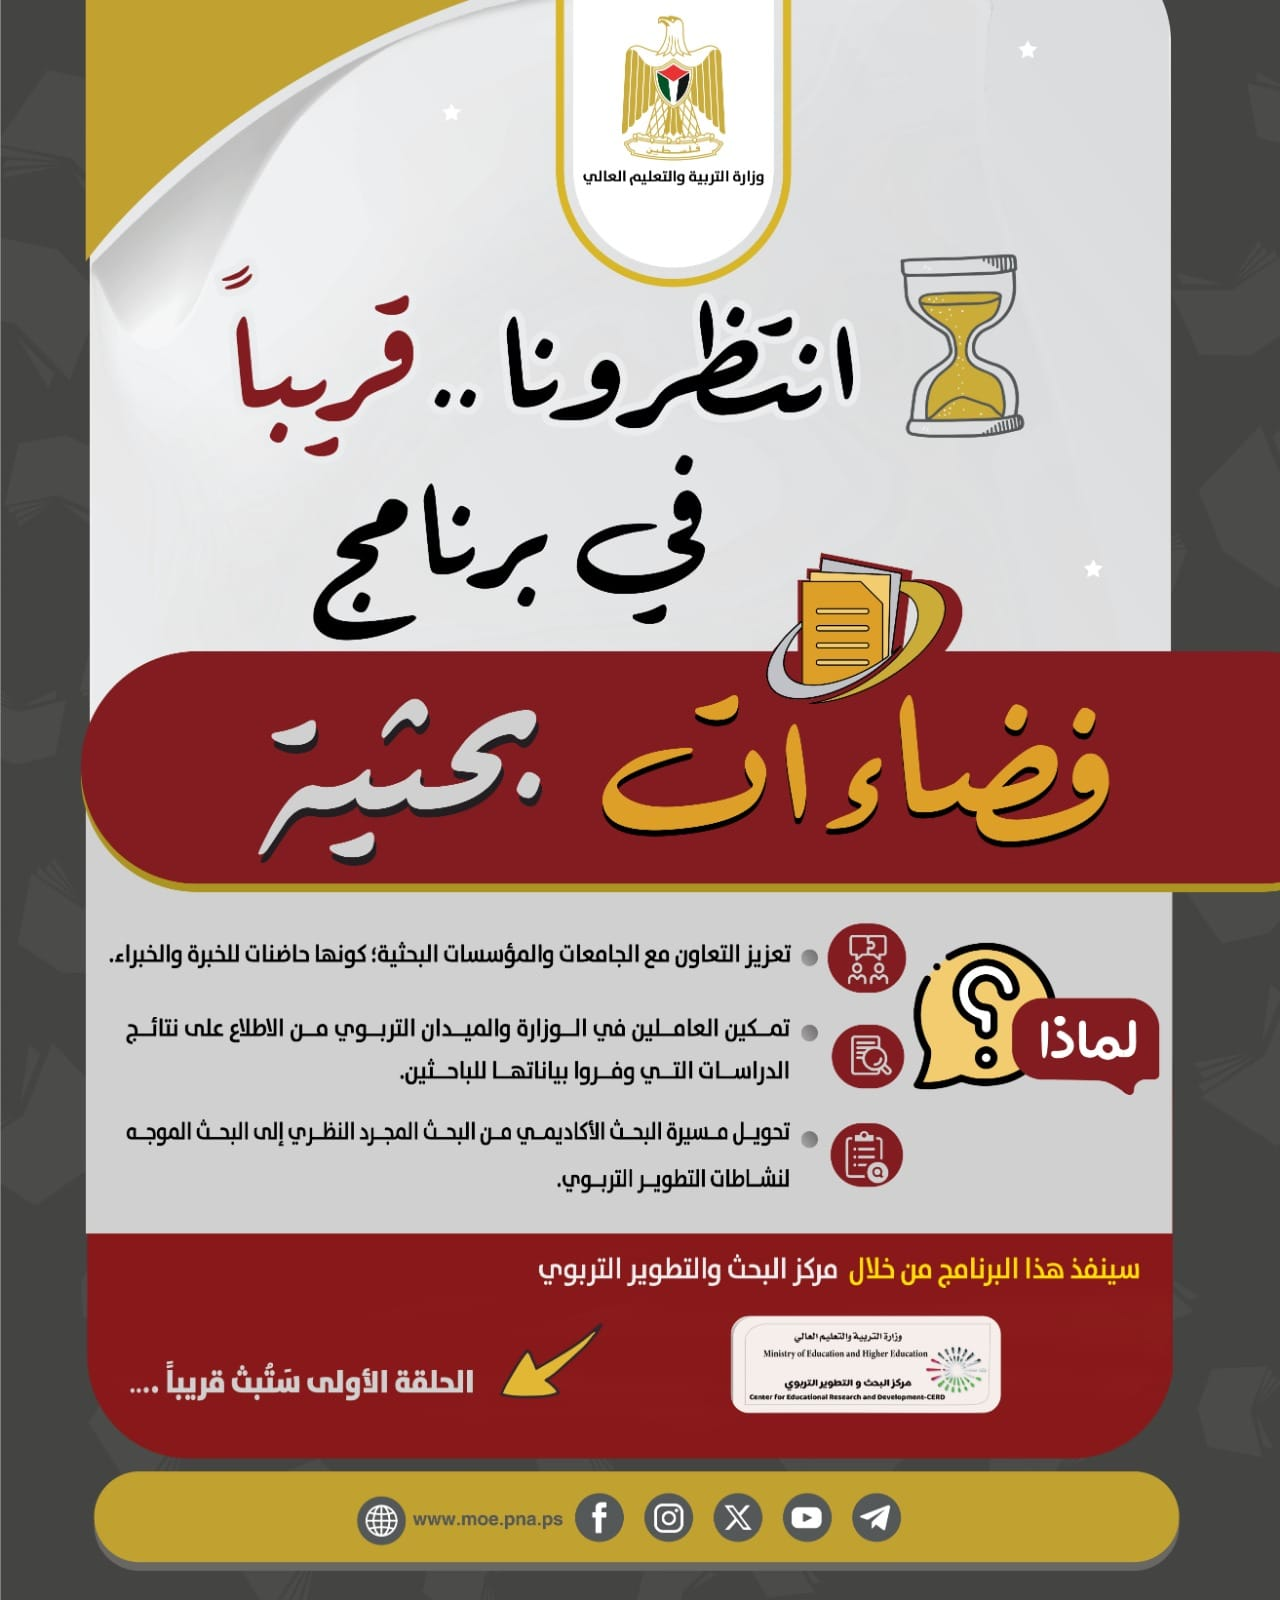 فلسطين
وزارة التربية والتعليم العالي
انتظرونا .. قريباً
في برنامج
فضاءات بحثية
لماذا
تعزيز التعاون مع الجامعات والمؤسسات البحثية؛ كونها حاضنات للخبرة والخبراء.
تمكين العاملين في الوزارة والميدان التربوي من الاطلاع على نتائج
الدراسات التي وفروا بياناتها للباحثين.
تحويل مسيرة البحث الأكاديمي من البحث المجرد النظري إلى البحث الموجه
لنشاطات التطوير التربوي.
سينفذ هذا البرنامج من خلال مركز البحث والتطوير التربوي
وزارة التربية والتعليم العالي
Ministry of Education and Higher Education
مركز البحث و التطوير التربوي
Center for Educational Research and Development-CERD
الحلقة الأولى سَتُبث قريباً ....
www.moe.pna.ps